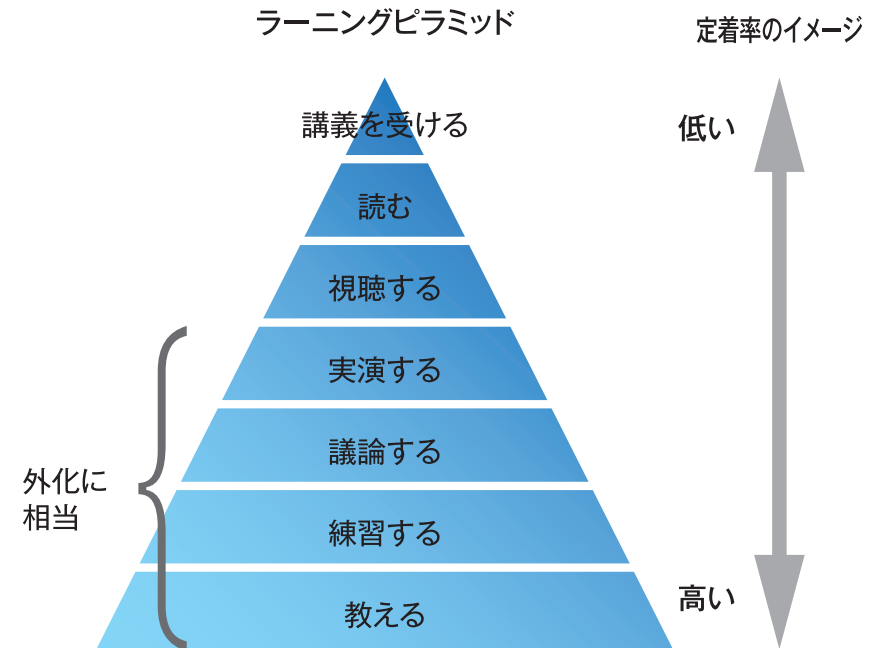 ラーニングピラミッド
定着率のイメージ
講義を受ける
低い
読む
視聴する
実演する
議論する
外化に
相当
練習する
高い
教える